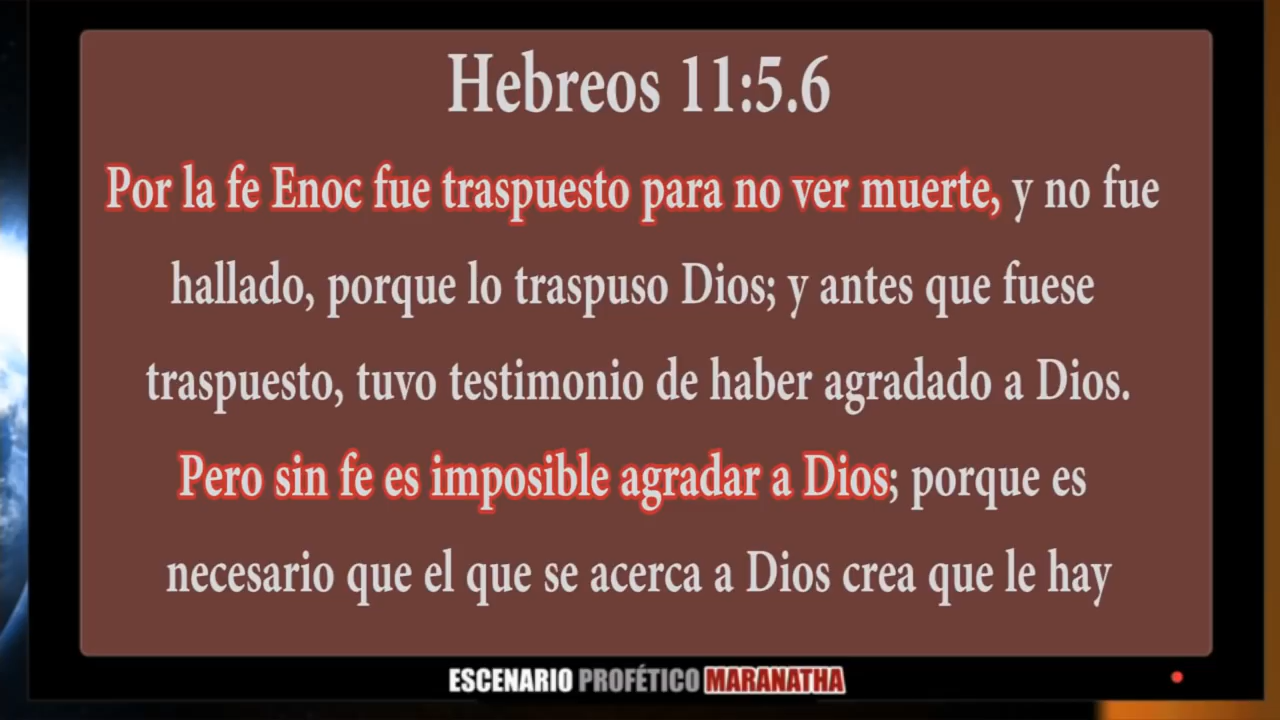 Hebreos 11:5.6
Por la fe Enoc fue traspuesto para no ver muerte, y no fue
hallado, porque lo traspuso Dios; y antes que fuese
traspuesto, tuvo testimonio de haber agradado a Dios.
Pero sin fe es imposible agradar a Dios; porque es
necesario que el que se acerca a Dios crea que le hay
ESCENARIO PROFÉTICO MARANATHA